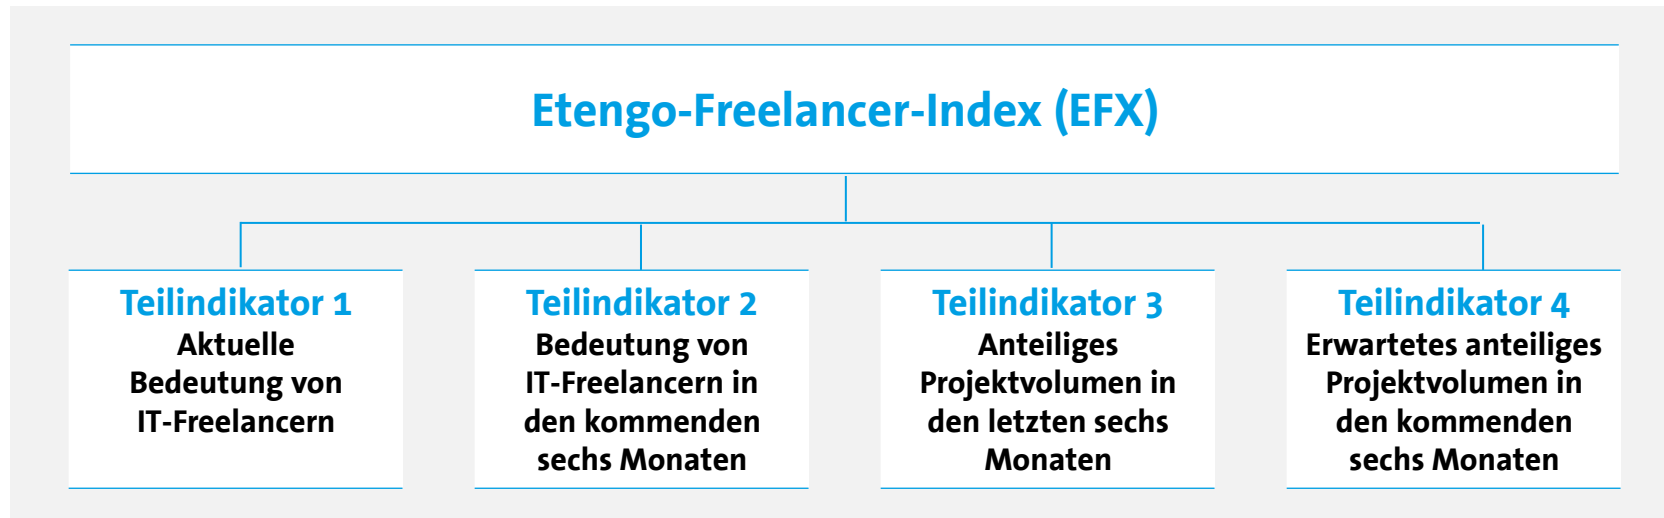 Etengo-Freelancer-Index (EFX)
Teilindikator 1
Aktuelle
Bedeutung von
IT-Freelancern
Teilindikator 2
Bedeutung von
IT-Freelancern in
den kommenden
sechs Monaten
Teilindikator 3
Anteiliges
Projektvolumen in
den letzten sechs
Monaten
Teilindikator 4
Erwartetes anteiliges
Projektvolumen in
den kommenden
sechs Monaten